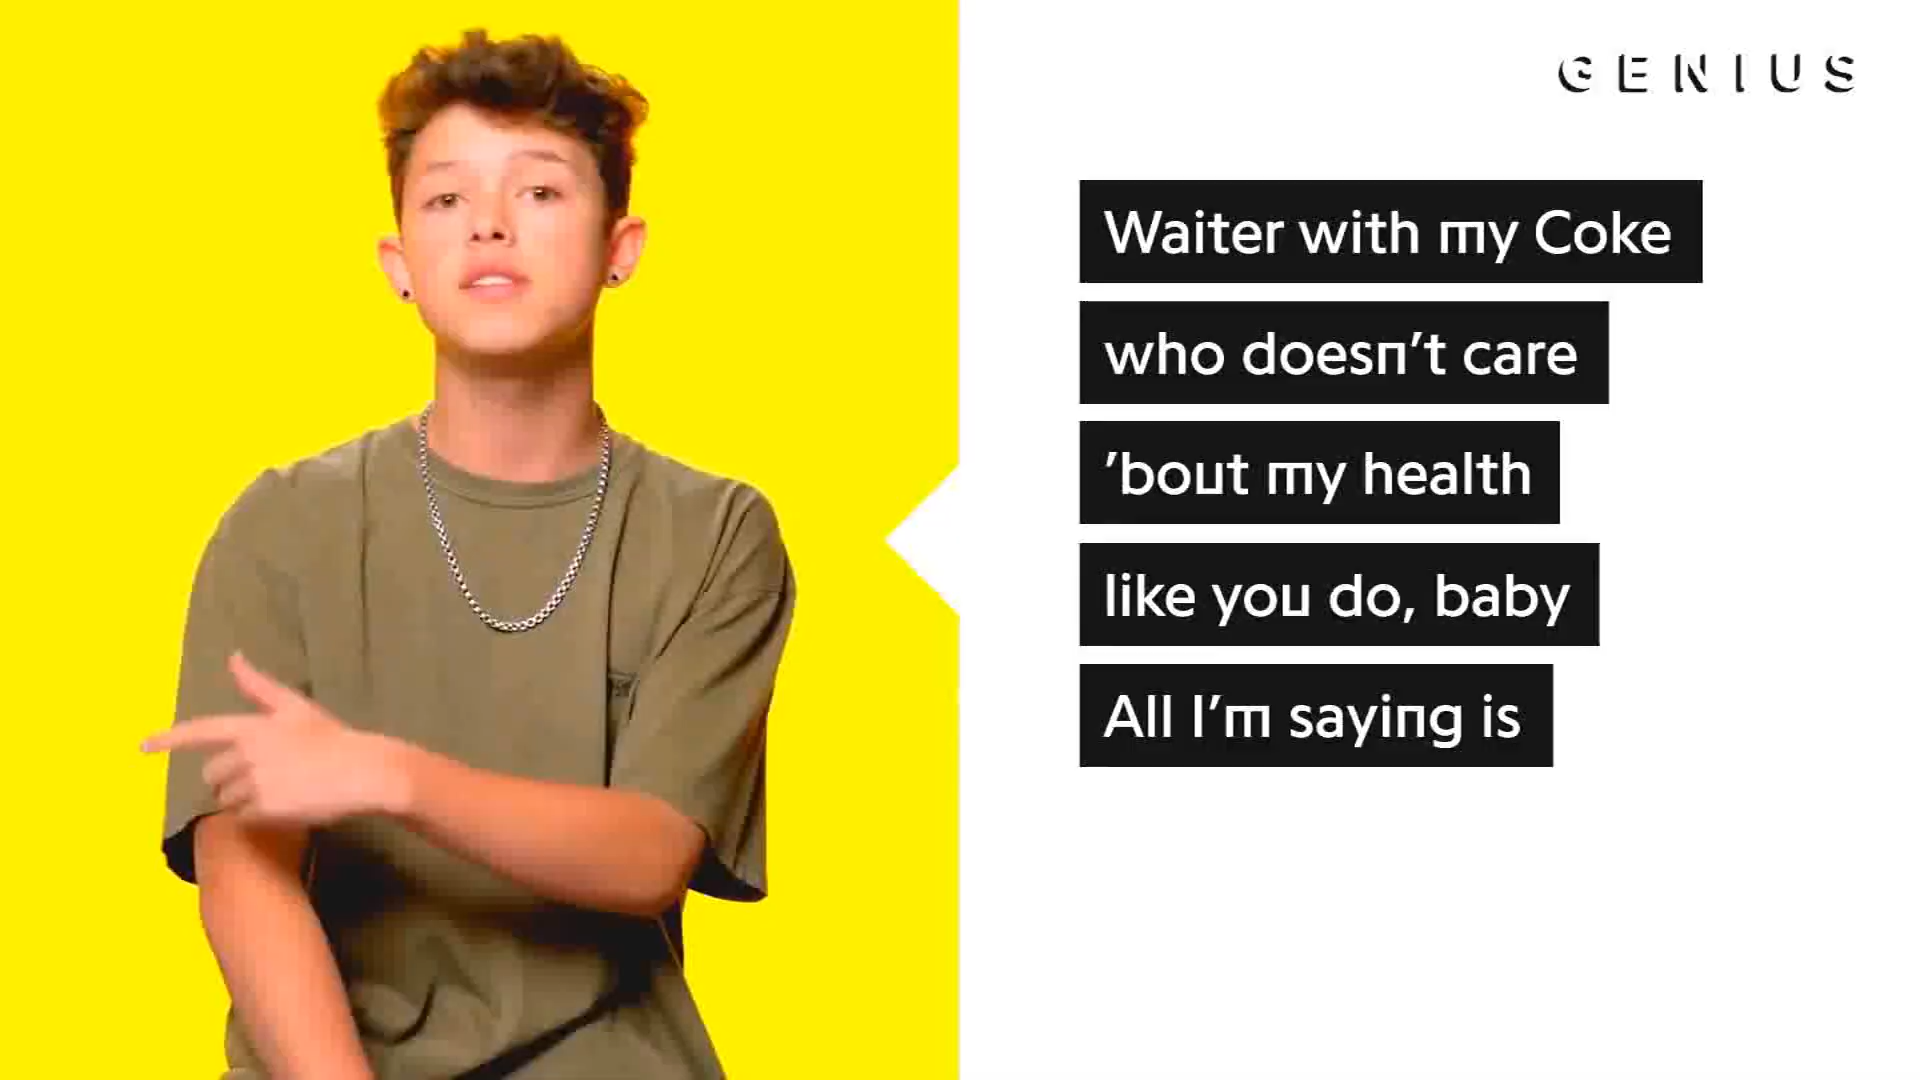 GENIUS
Waiter with my Coke
who doesn’t care
’bout my health
like you do, baby
All I’m saying is